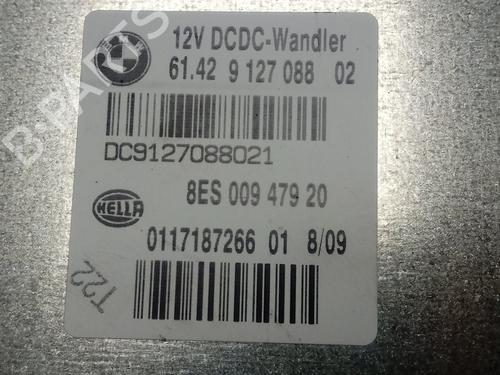 12V DCDC-Wandler
61.42 9 127 088 02
DC9127088021
8ES 009 479 20
HELLA
0117187266 01 8/09
T22
B-PARTS